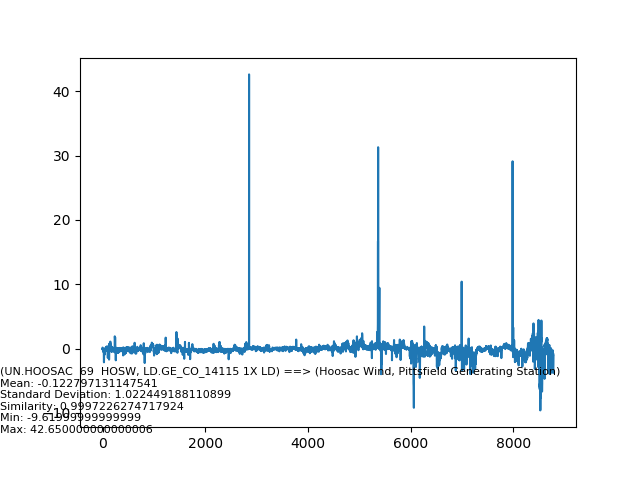 40
30
20
10
0
(UN.HOOSAC 69 HOSW, LD.GE_CO_14115 1X LD) ==> (Hoosac Wind, Pittsfield Generating Station)
Mean: -0.122797131147541
Standard Deviation: 1.022449188110899
Similarity: 0.9997226274717924
−10
Min: -9.61999999999999
Max: 42.650000000000006
0 2000 4000 6000 8000